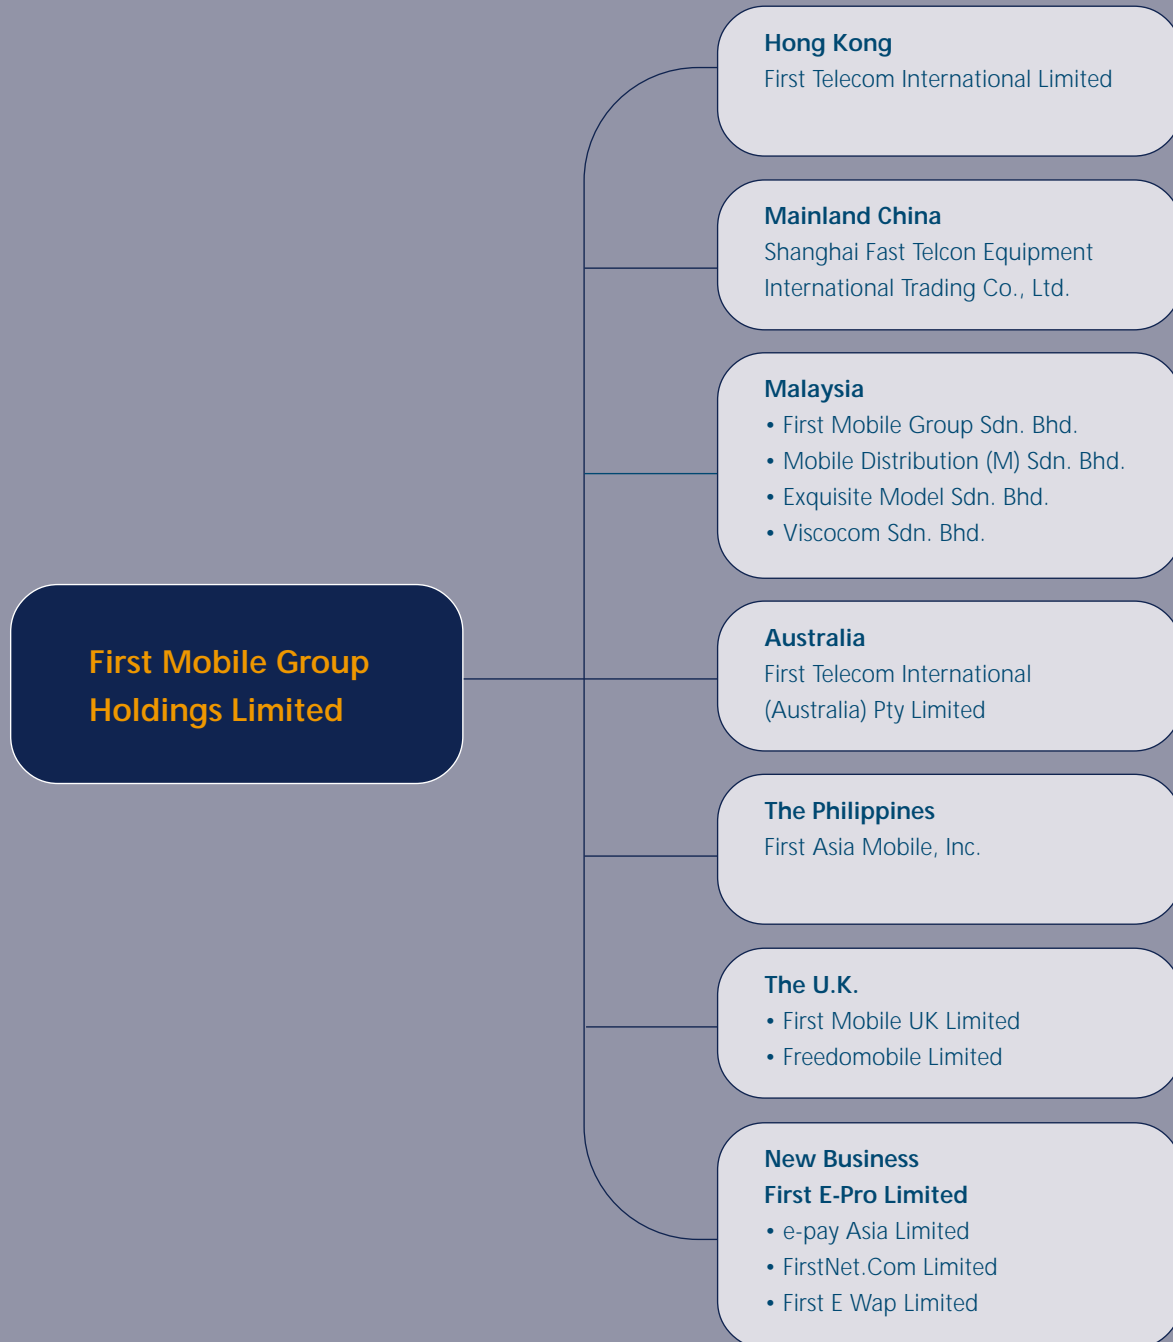 First Mobile Group
Holdings Limited
Hong Kong
First Telecom International Limited
Mainland China
Shanghai Fast Telcon Equipment
International Trading Co., Ltd.
Malaysia
• First Mobile Group Sdn. Bhd.
• Mobile Distribution (M) Sdn. Bhd.
• Exquisite Model Sdn. Bhd.
• Viscocom Sdn. Bhd.
Australia
First Telecom International
(Australia) Pty Limited
The Philippines
First Asia Mobile, Inc.
The U.K.
• First Mobile UK Limited
• Freedomobile Limited
New Business
First E-Pro Limited
• e-pay Asia Limited
• FirstNet.Com Limited
• First E Wap Limited